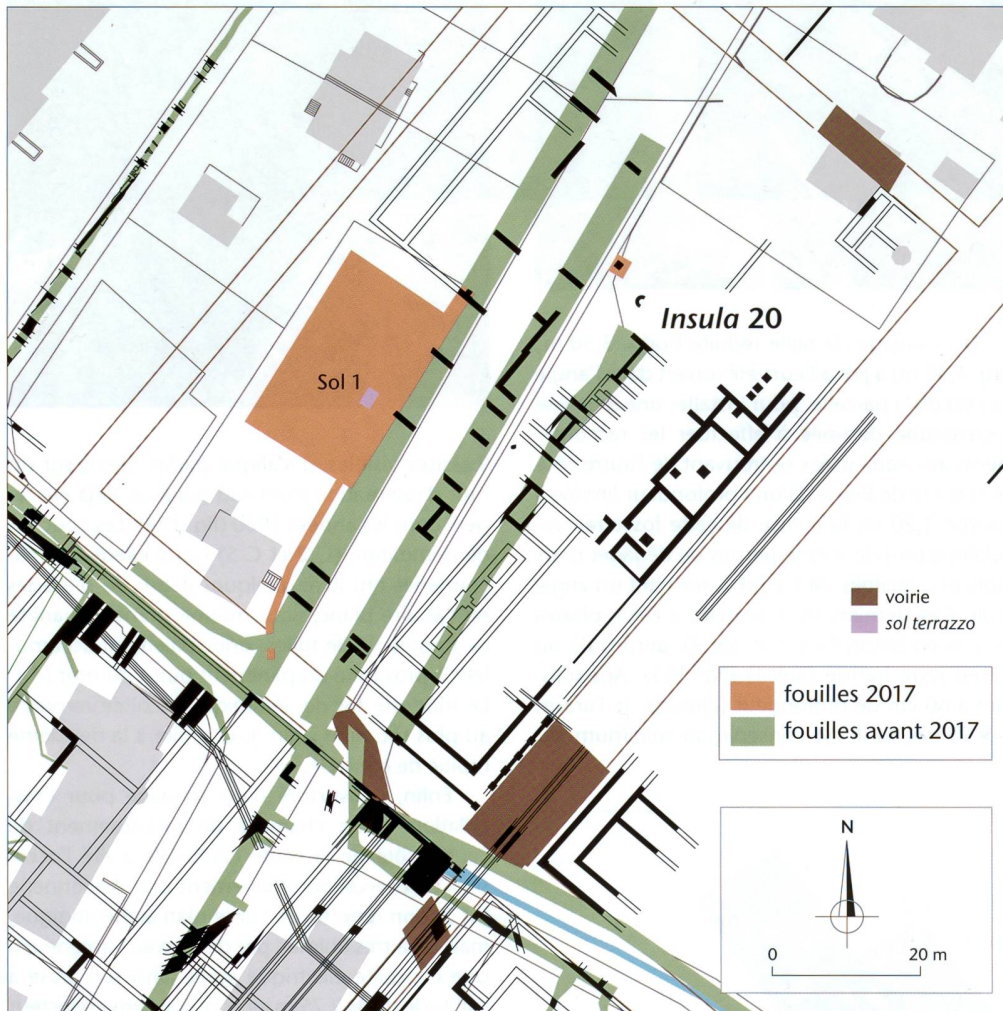 Insula 20
Sol 1
voirie
sol terrazzo
fouilles 2017
fouilles avant 2017
N
0 20 m